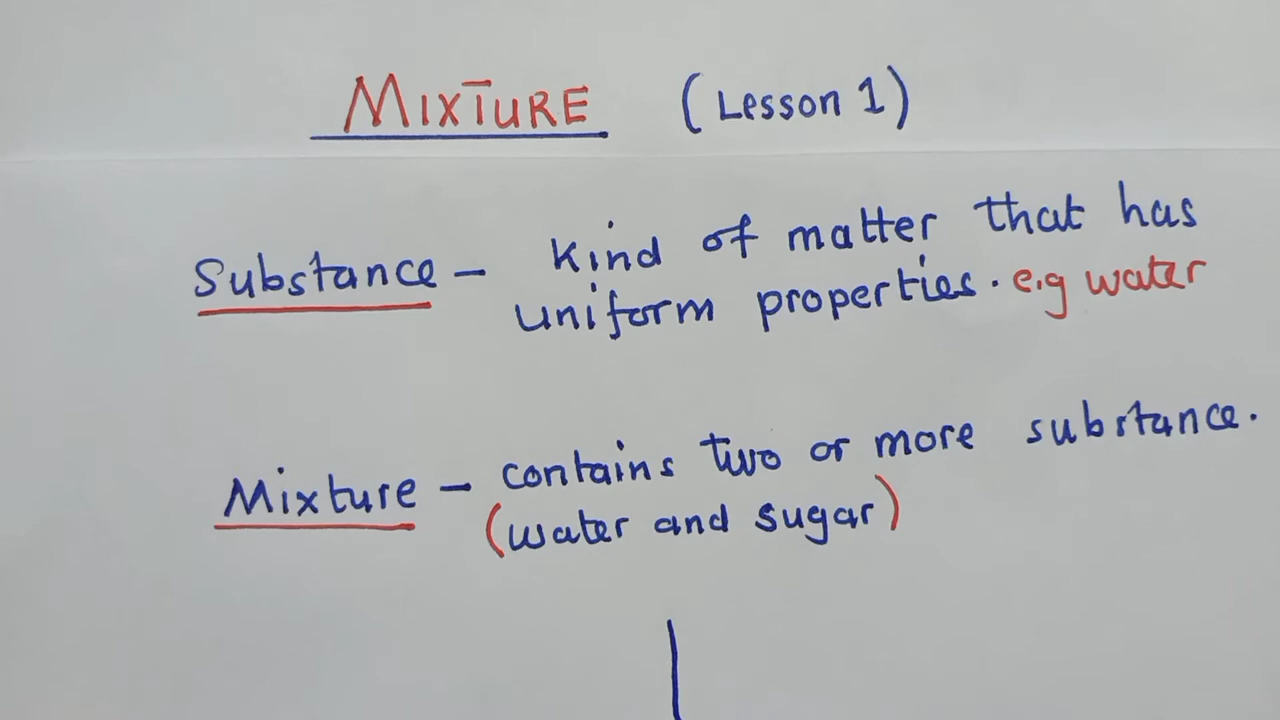 MIXTURE (Lesson 1)
Substance - kind of matter that has
uniform properties. e.g water
Mixture - contains two or more substance.
(water and sugar)